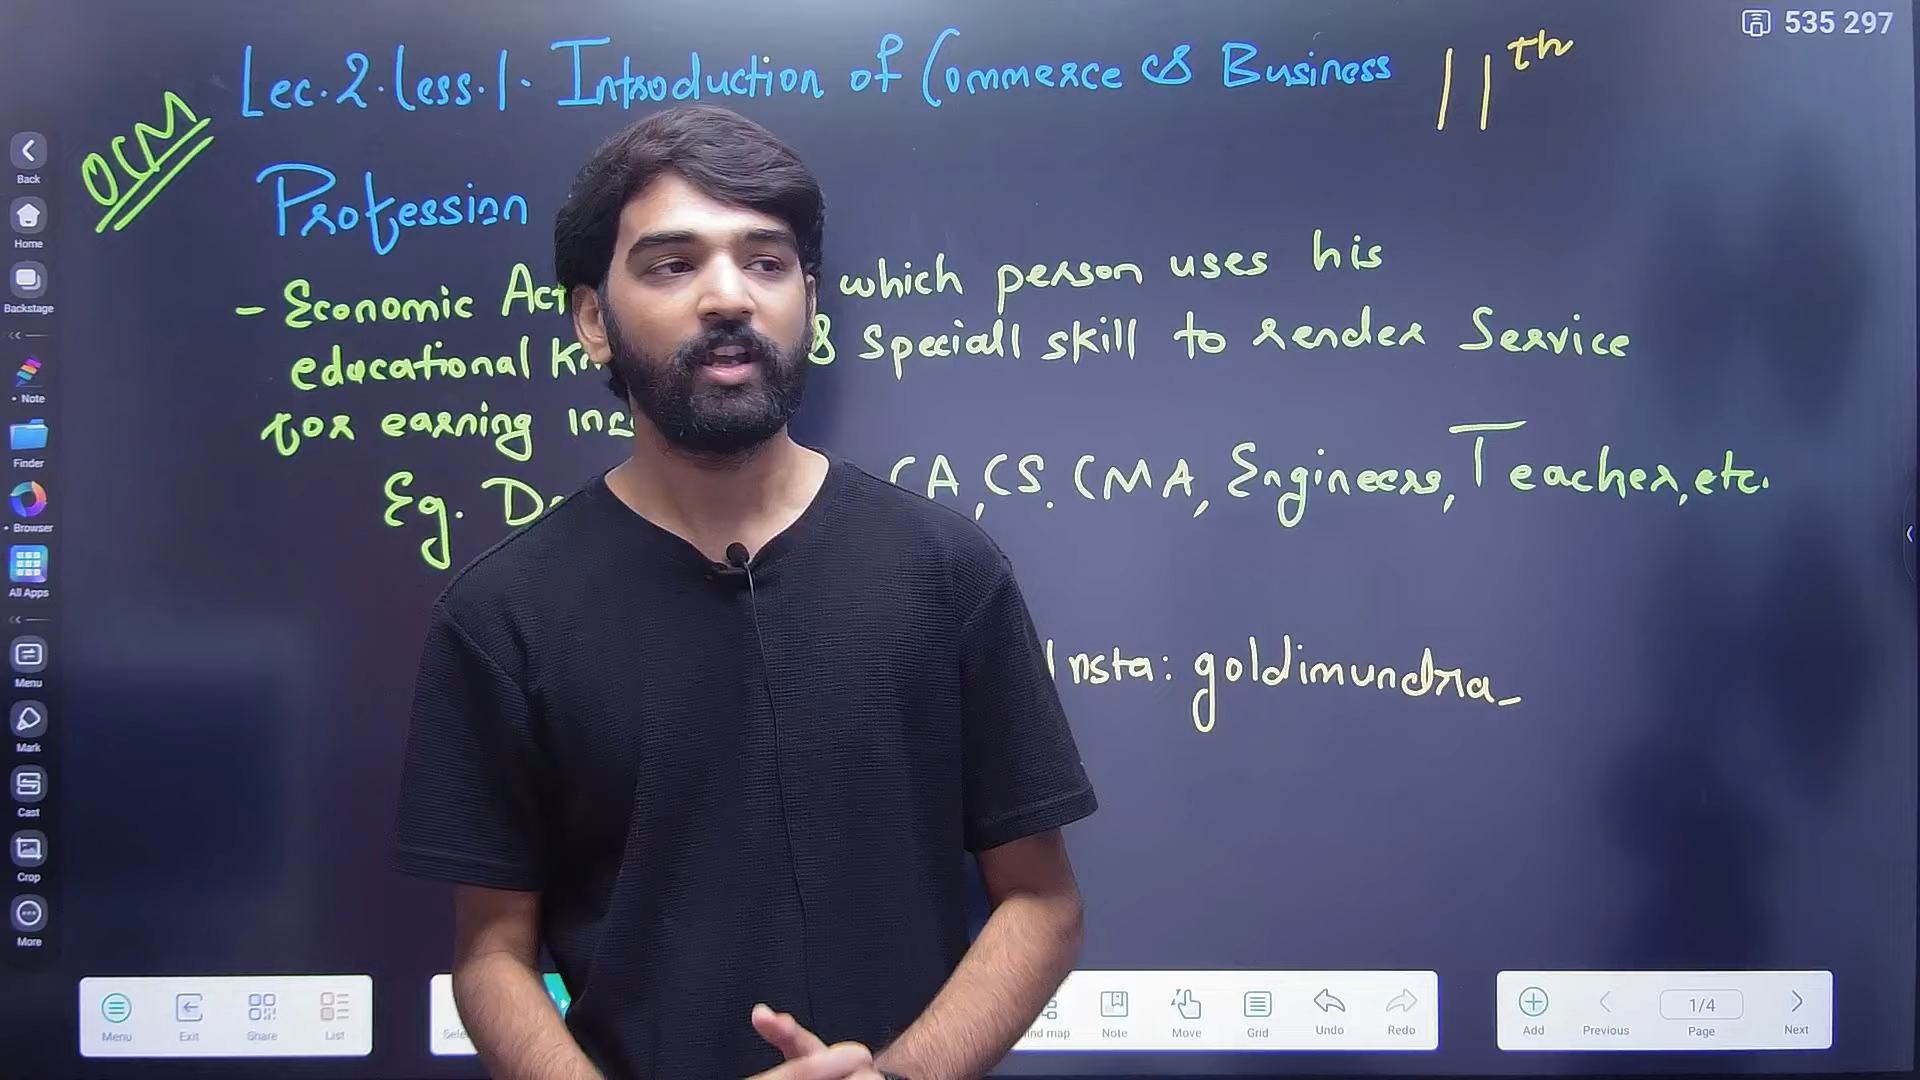 535 297
Lec.2.Less.1. Introduction of Commerce & Business 11th
OCM
Profession
- Economic Act which person uses his
educational & speciall skill to render Service
for earning
Eg. CA, CS. CMA, Engineers, Teacher, etc.
Insta: goldimundra_
Back
Home
Backstage
Note
Finder
Browser
All Apps
Menu
Mark
Cast
Crop
More
Menu Exit Share List
Note Move Grid Undo Redo
Add Previous 1/4 Page Next